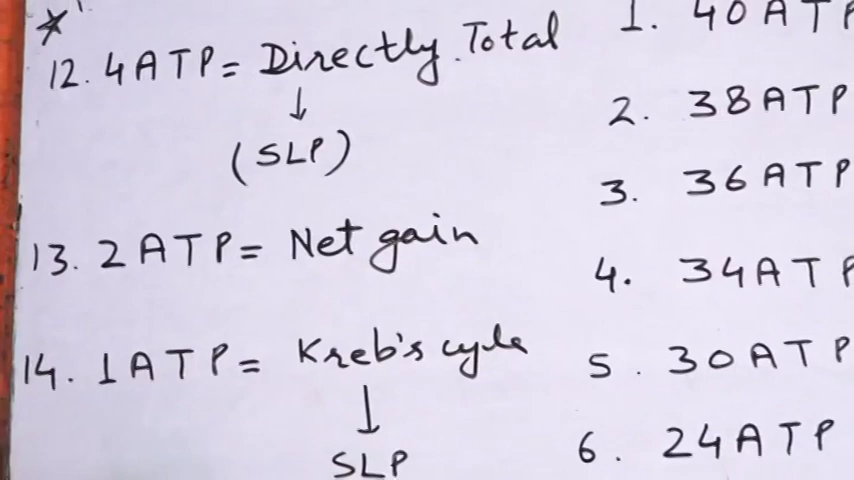 12. 4ATP = Directly Total
↓
(SLP)
13. 2ATP = Net gain
14. 1ATP = Kreb's cycle
↓
SLP
1. 40ATP
2. 38ATP
3. 36ATP
4. 34ATP
5. 30ATP
6. 24ATP